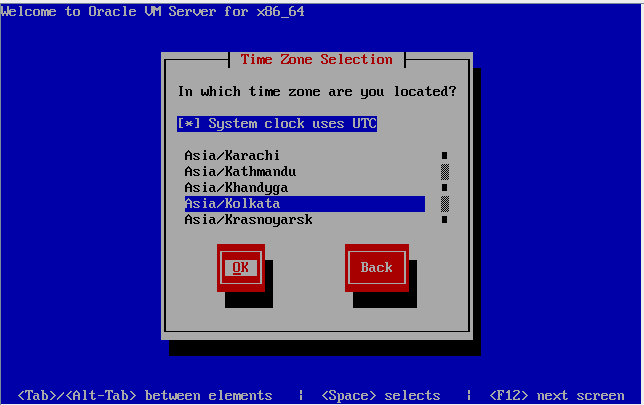 Welcome to Oracle VM Server for x86_64
Time Zone Selection
In which time zone are you located?
[*] System clock uses UTC
Asia/Karachi
Asia/Kathmandu
Asia/Khandyga
Asia/Kolkata
Asia/Krasnoyarsk
OK
Back
<Tab>/<Alt-Tab> between elements | <Space> selects | <F12> next screen